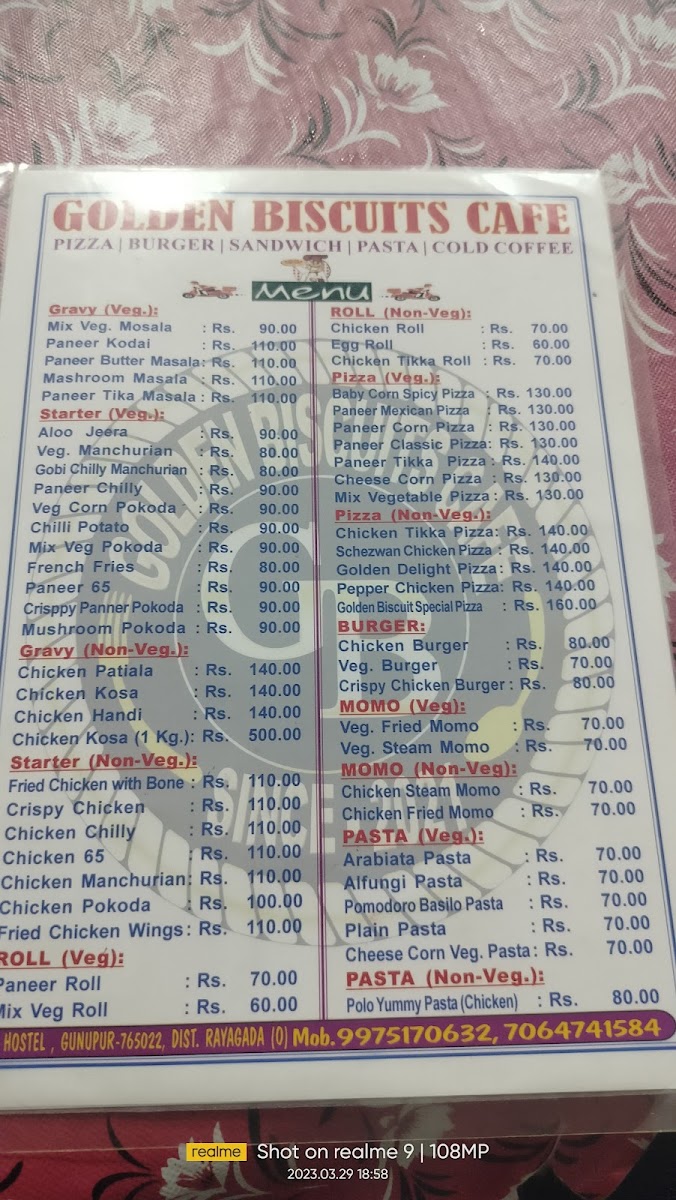 GOLDEN BISCUITS CAFE
PIZZA | BURGER | SANDWICH | PASTA | COLD COFFEE
Menu
Gravy (Veg.):
Mix Veg. Mosala : Rs. 90.00
Paneer Kodai : Rs. 110.00
Paneer Butter Masala: Rs. 110.00
Mashroom Masala : Rs. 110.00
Paneer Tika Masala : Rs. 110.00
Starter (Veg.):
Aloo Jeera : Rs. 90.00
Veg. Manchurian : Rs. 80.00
Gobi Chilly Manchurian : Rs. 80.00
Paneer Chilly : Rs. 90.00
Veg Corn Pokoda : Rs. 90.00
Chilli Potato : Rs. 90.00
Mix Veg Pokoda : Rs. 90.00
French Fries : Rs. 80.00
Paneer 65 : Rs. 90.00
Crisppy Panner Pokoda : Rs. 90.00
Mushroom Pokoda : Rs. 90.00
Gravy (Non-Veg.):
Chicken Patiala : Rs. 140.00
Chicken Kosa : Rs. 140.00
Chicken Handi : Rs. 140.00
Chicken Kosa (1 Kg.): Rs. 500.00
Starter (Non-Veg.):
Fried Chicken with Bone : Rs. 110.00
Crispy Chicken : Rs. 110.00
Chicken Chilly : Rs. 110.00
Chicken 65 : Rs. 110.00
Chicken Manchurian: Rs. 110.00
Chicken Pokoda : Rs. 100.00
Fried Chicken Wings: Rs. 110.00
ROLL (Veg):
Paneer Roll : Rs. 70.00
Mix Veg Roll : Rs. 60.00
ROLL (Non-Veg):
Chicken Roll : Rs. 70.00
Egg Roll : Rs. 60.00
Chicken Tikka Roll : Rs. 70.00
Pizza (Veg.):
Baby Corn Spicy Pizza : Rs. 130.00
Paneer Mexican Pizza : Rs. 130.00
Paneer Corn Pizza : Rs. 130.00
Paneer Classic Pizza: Rs. 130.00
Paneer Tikka Pizza : Rs. 140.00
Cheese Corn Pizza : Rs. 130.00
Mix Vegetable Pizza : Rs. 130.00
Pizza (Non-Veg.):
Chicken Tikka Pizza: Rs. 140.00
Schezwan Chicken Pizza : Rs. 140.00
Golden Delight Pizza: Rs. 140.00
Pepper Chicken Pizza: Rs. 140.00
Golden Biscuit Special Pizza : Rs. 160.00
BURGER:
Chicken Burger : Rs. 80.00
Veg. Burger : Rs. 70.00
Crispy Chicken Burger : Rs. 80.00
MOMO (Veg):
Veg. Fried Momo : Rs. 70.00
Veg. Steam Momo : Rs. 70.00
MOMO (Non-Veg):
Chicken Steam Momo : Rs. 70.00
Chicken Fried Momo : Rs. 70.00
PASTA (Veg.):
Arabiata Pasta : Rs. 70.00
Alfungi Pasta : Rs. 70.00
Pomodoro Basilo Pasta : Rs. 70.00
Plain Pasta : Rs. 70.00
Cheese Corn Veg. Pasta: Rs. 70.00
PASTA (Non-Veg.):
Polo Yummy Pasta (Chicken) : Rs. 80.00
HOSTEL, GUNUPUR-765022, DIST. RAYAGADA (O) Mob.9975170632, 7064741584
realme Shot on realme 9 | 108MP
2023.03.29 18:58